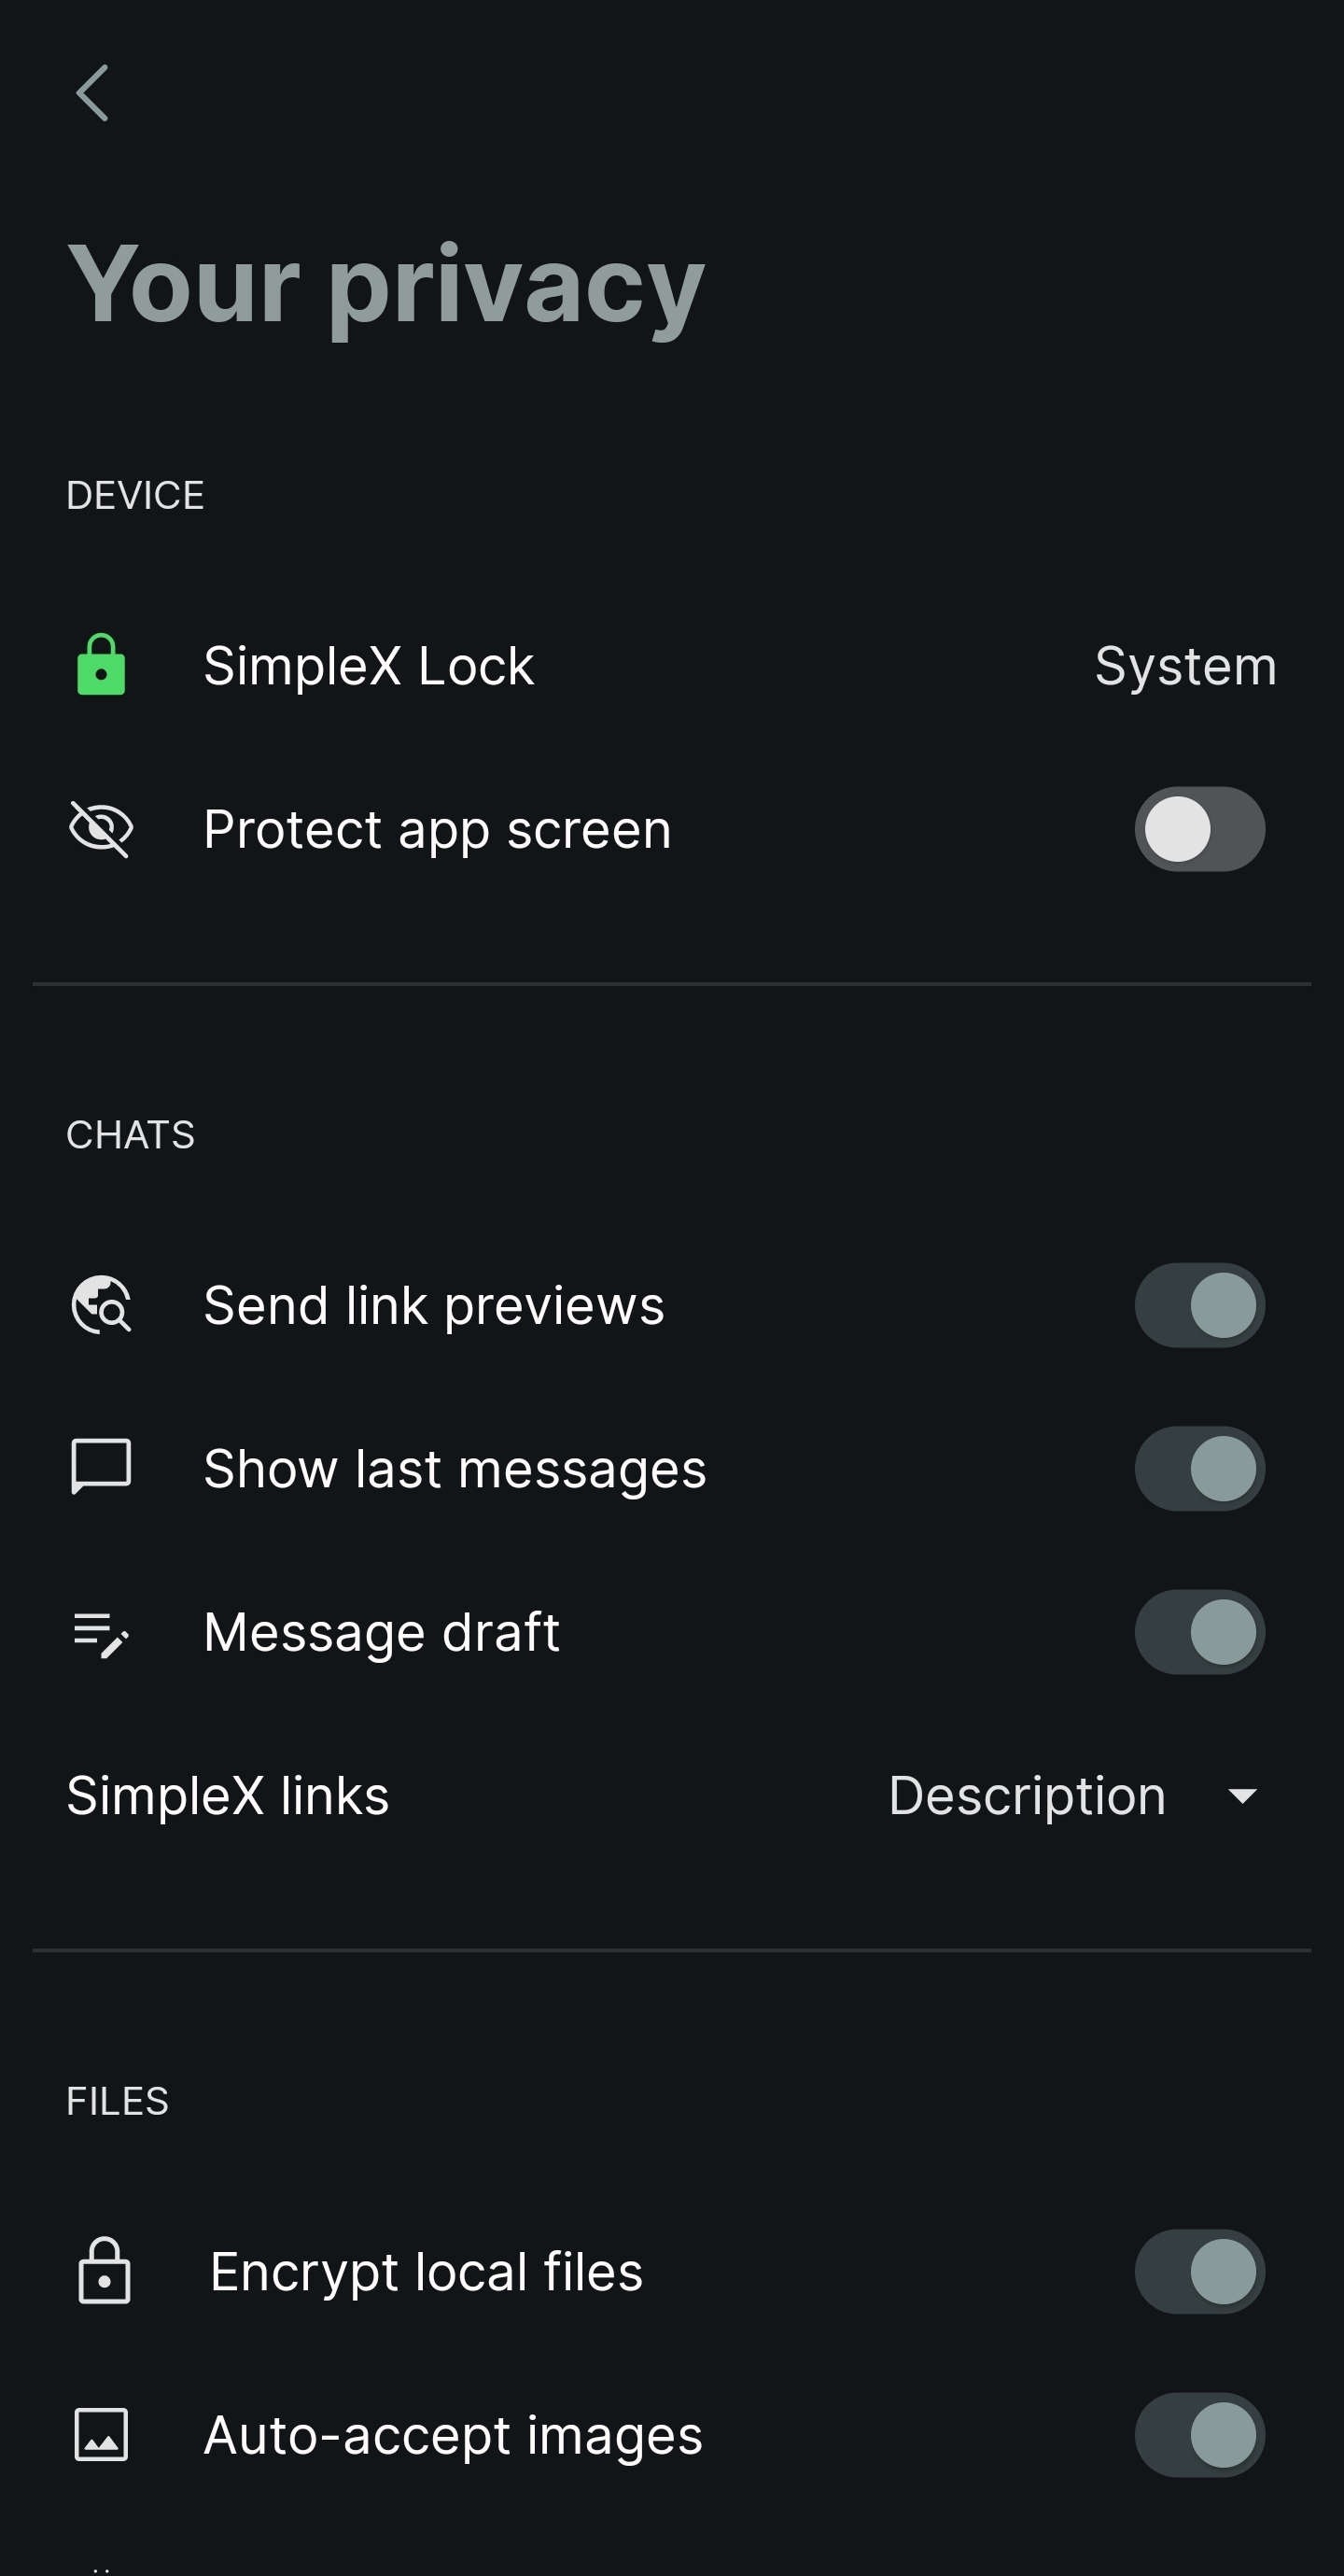 Your privacy
DEVICE
SimpleX Lock System
Protect app screen
CHATS
Send link previews
Show last messages
Message draft
SimpleX links Description
FILES
Encrypt local files
Auto-accept images